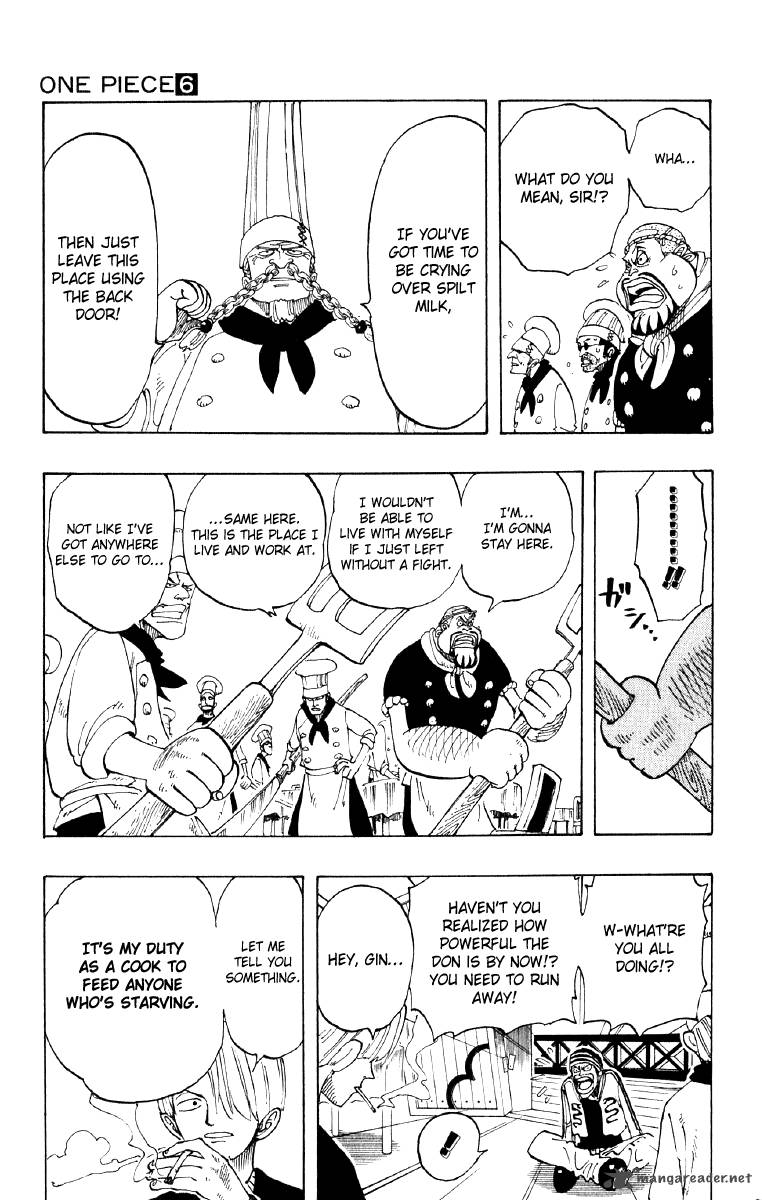 ONE PIECE 6
WHA...
WHAT DO YOU
MEAN, SIR!?
IF YOU'VE
GOT TIME TO
BE CRYING
OVER SPILT
MILK,
THEN JUST
LEAVE THIS
PLACE USING
THE BACK
DOOR!
........!!
ガシ...
I'M...
I'M GONNA
STAY HERE.
I WOULDN'T
BE ABLE TO
LIVE WITH MYSELF
IF I JUST LEFT
WITHOUT A FIGHT.
...SAME HERE.
THIS IS THE PLACE I
LIVE AND WORK AT.
NOT LIKE I'VE
GOT ANYWHERE
ELSE TO GO TO...
W-WHAT'RE
YOU ALL
DOING!?
HAVEN'T YOU
REALIZED HOW
POWERFUL THE
DON IS BY NOW!?
YOU NEED TO RUN
AWAY!
HEY, GIN...
!!
LET ME
TELL YOU
SOMETHING.
IT'S MY DUTY
AS A COOK TO
FEED ANYONE
WHO'S STARVING.
mangareader.net